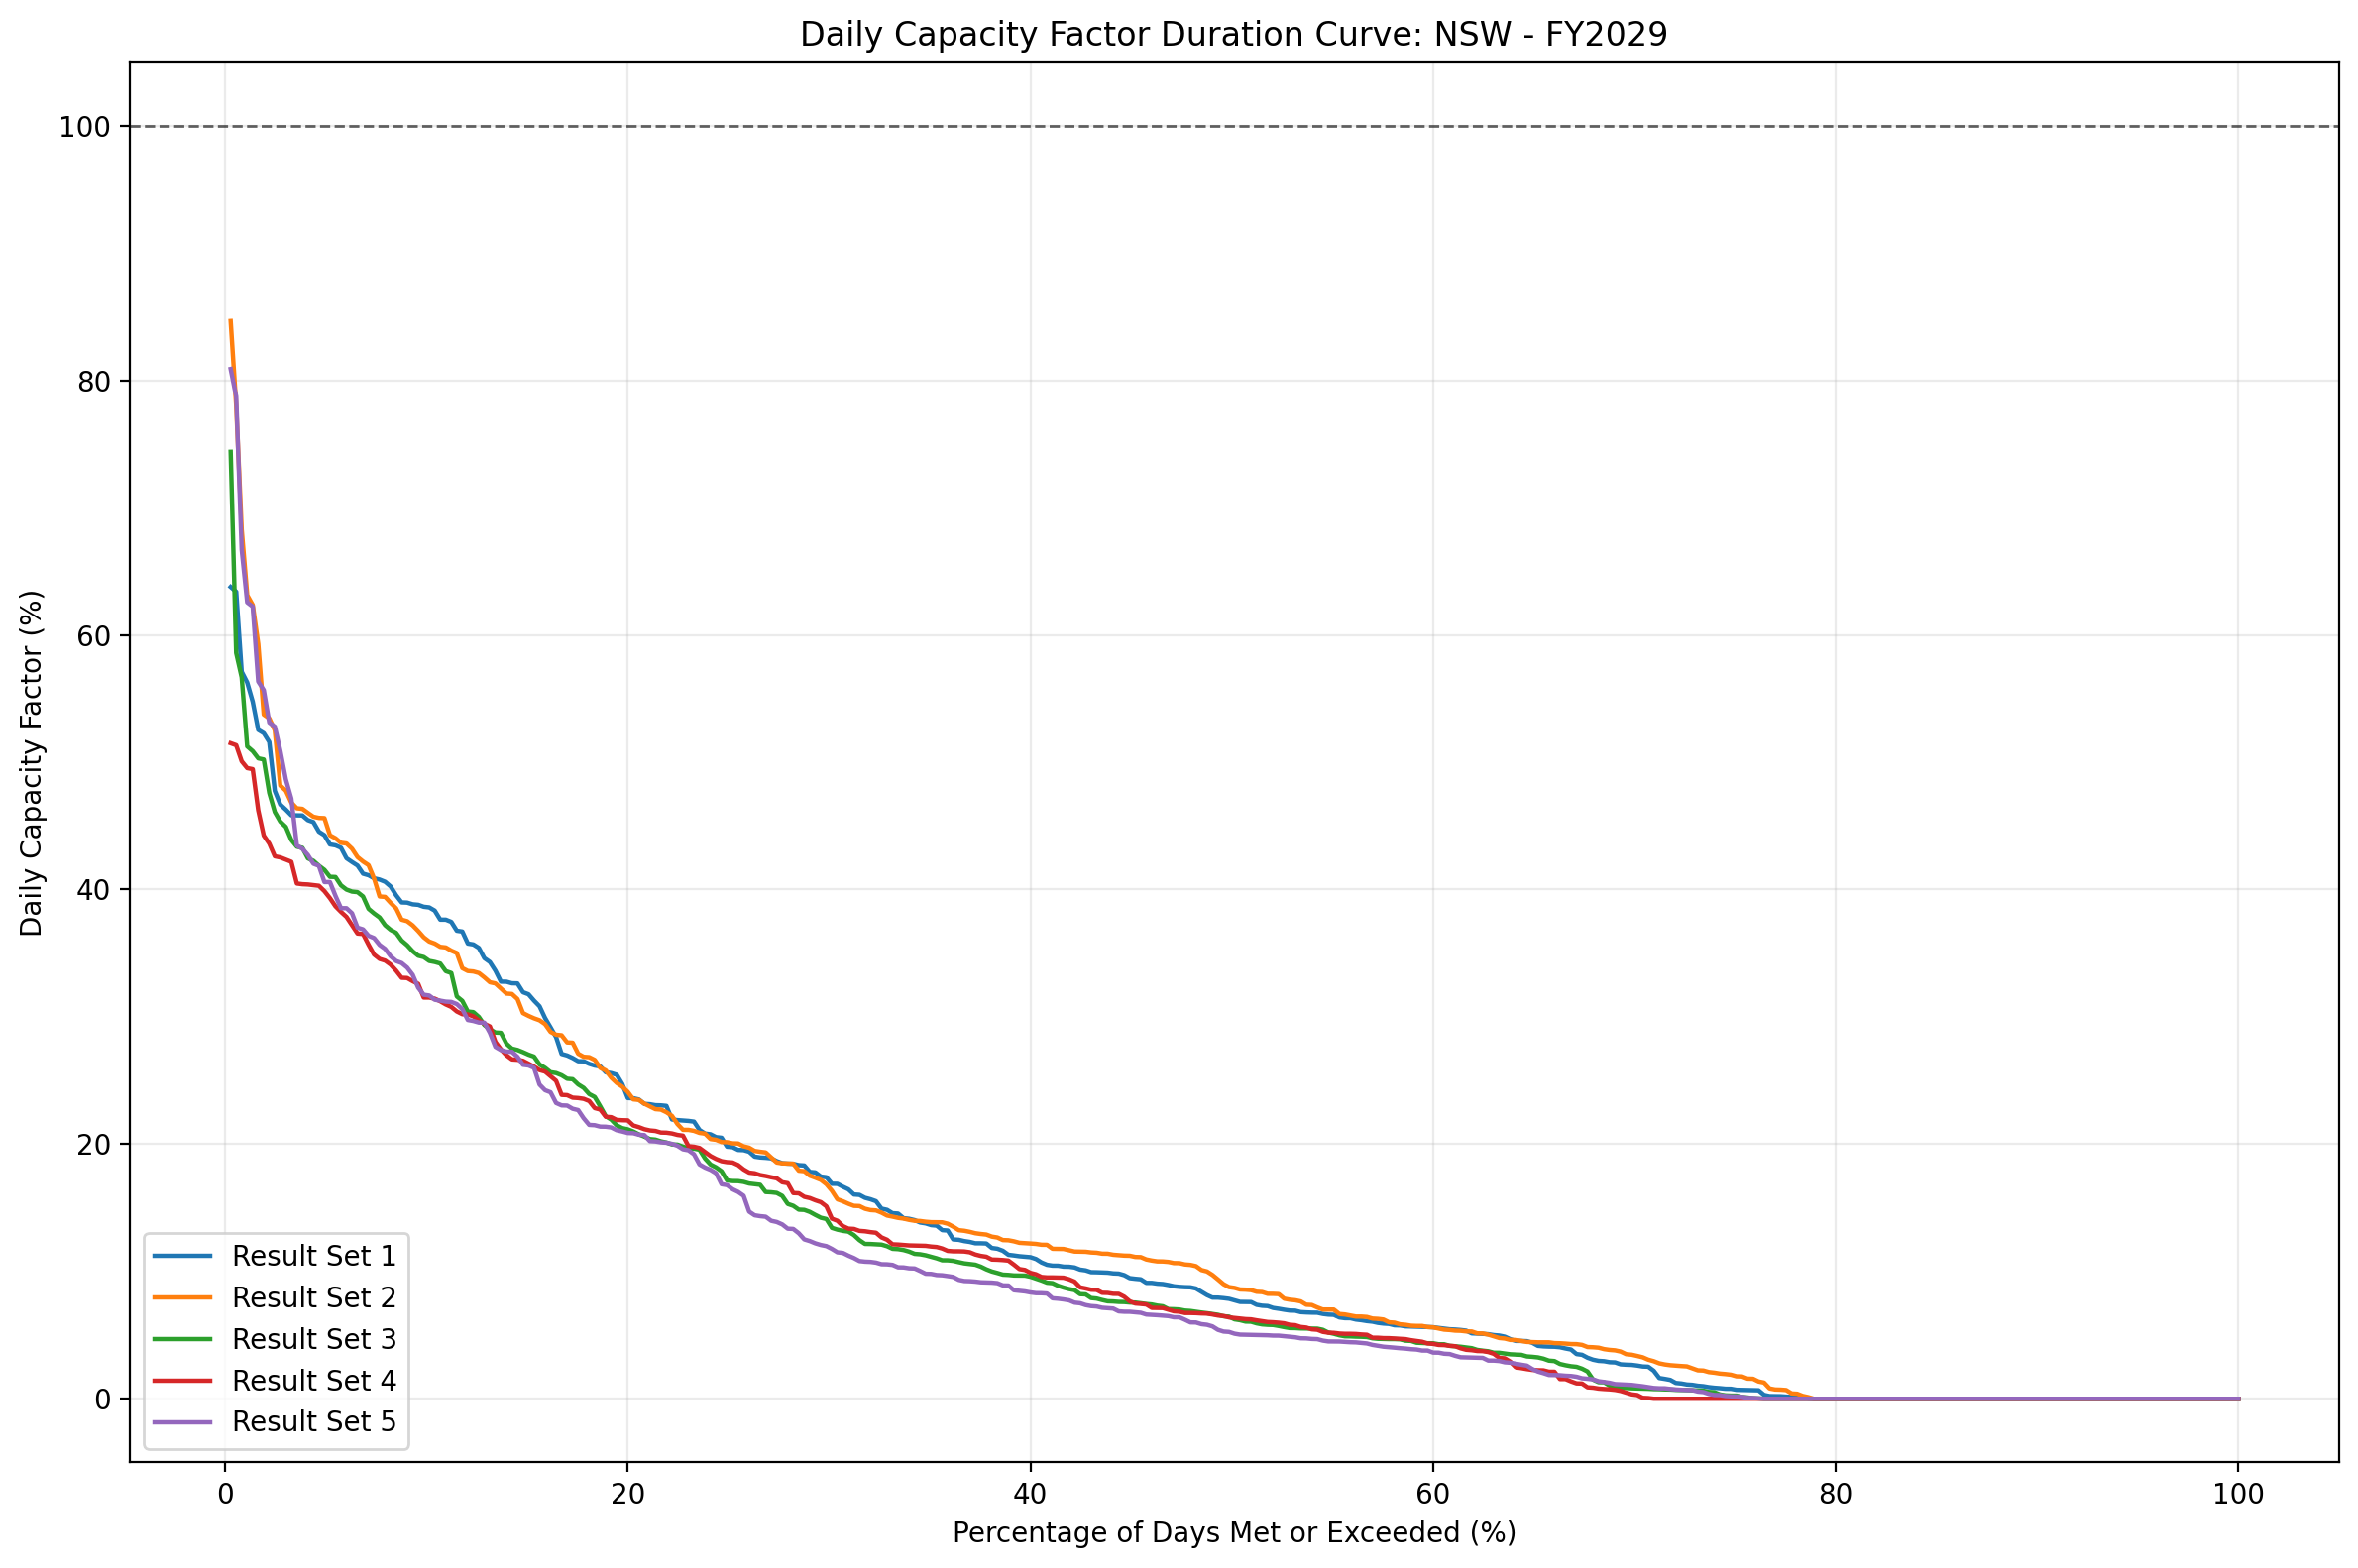 Daily Capacity Factor Duration Curve: NSW - FY2029
Daily Capacity Factor (%)
100
80
60
40
20
0
Result Set 1
Result Set 2
Result Set 3
Result Set 4
Result Set 5
0 20 40 60 80 100
Percentage of Days Met or Exceeded (%)